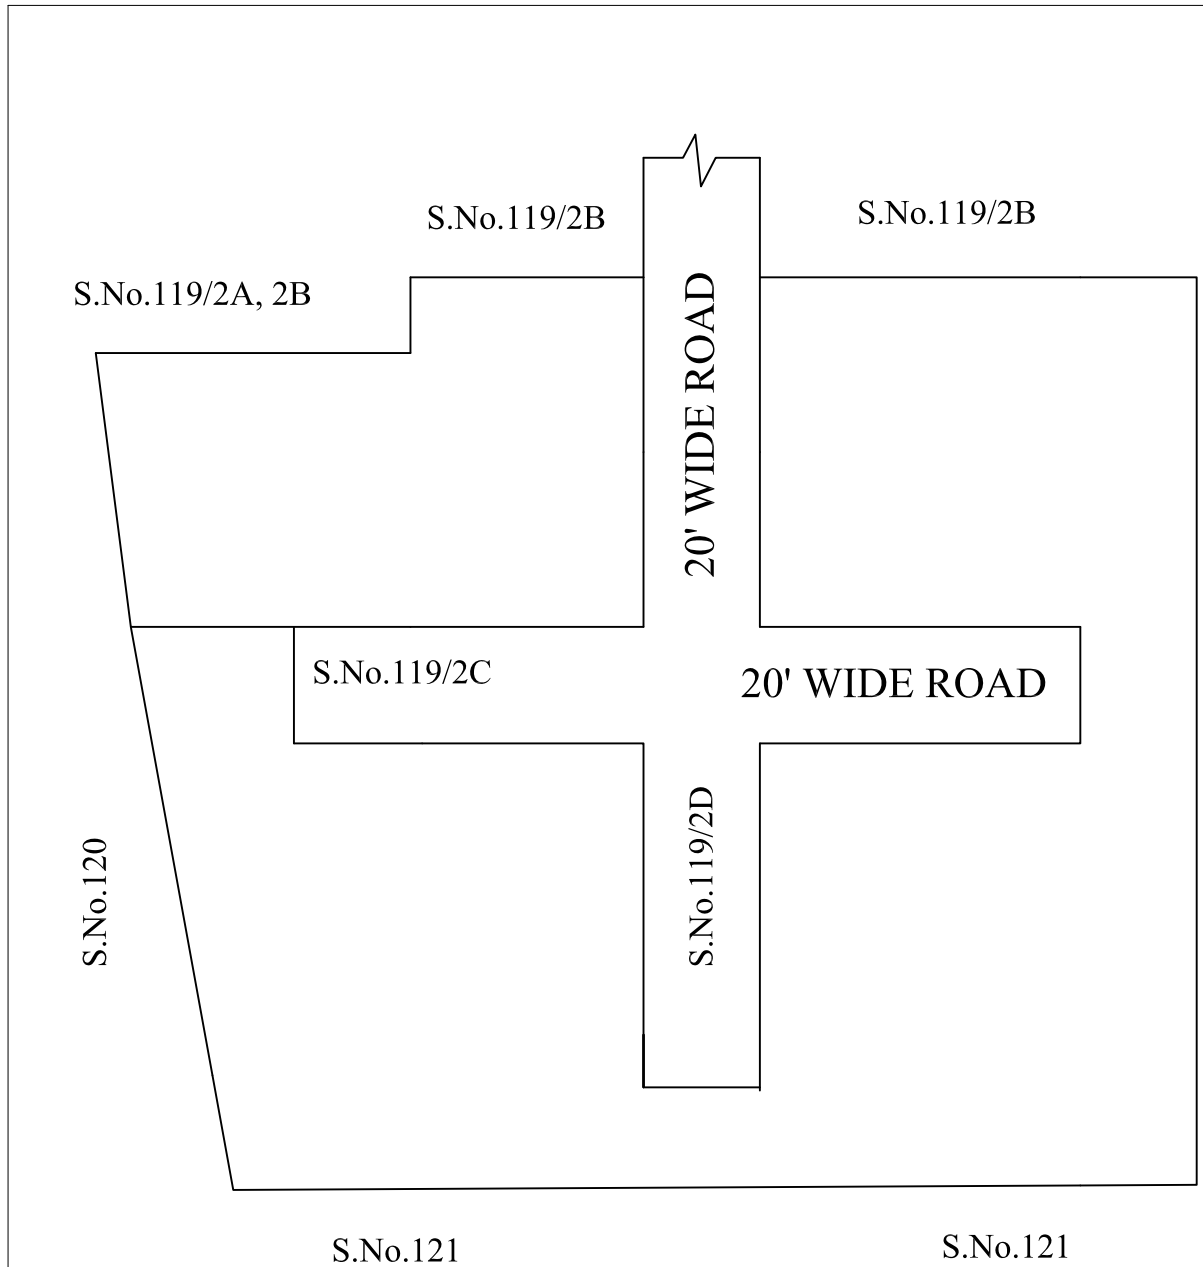 S.No.119/2B
S.No.119/2B
S.No.119/2A, 2B
20' WIDE ROAD
S.No.119/2C
20' WIDE ROAD
S.No.119/2D
S.No.120
S.No.121
S.No.121